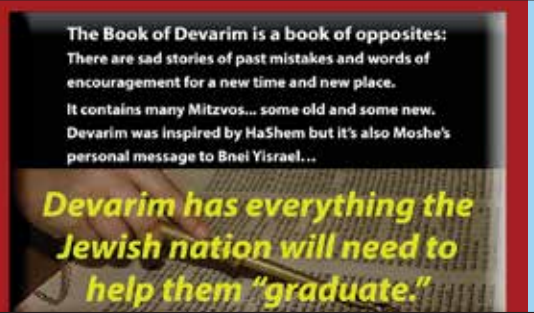 The Book of Devarim is a book of opposites:
There are sad stories of past mistakes and words of
encouragement for a new time and new place.
It contains many Mitzvos... some old and some new.
Devarim was inspired by HaShem but it's also Moshe's
personal message to Bnei Yisrael...
Devarim has everything the
Jewish nation will need to
help them "graduate."